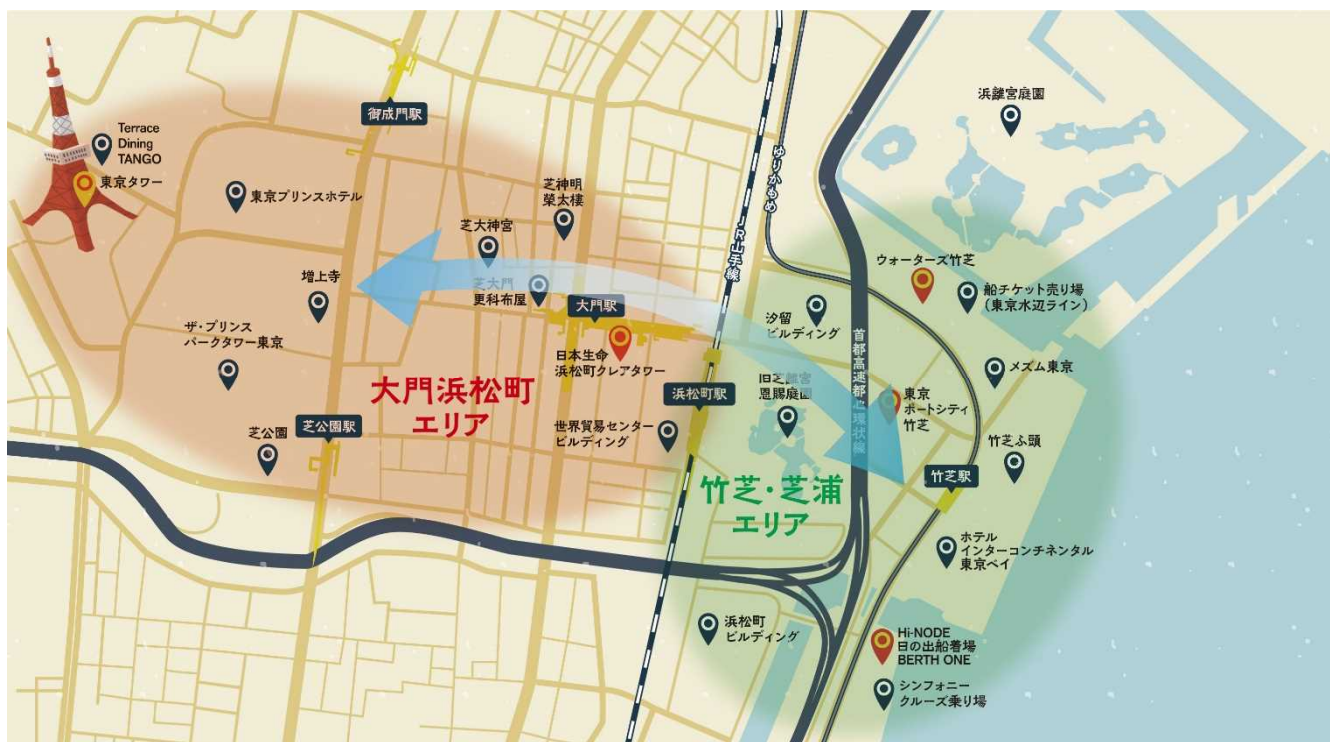 浜離宮庭園
御成門駅
Terrace
Dining
TANGO
東京タワー
東京プリンスホテル
芝神明
榮太樓
芝大神宮
ゆりかもめ
JR山手線
増上寺
芝大門
更科布屋
大門駅
日本生命
浜松町クレアタワー
ザ・プリンス
パークタワー東京
大門浜松町
エリア
芝公園駅
芝公園
世界貿易センター
ビルディング
浜松町駅
汐留
ビルディング
旧芝離宮
恩賜庭園
首都高速都心環状線
ウォーターズ竹芝
船チケット売り場
(東京水辺ライン)
メズム東京
東京
ポートシティ
竹芝
竹芝ふ頭
竹芝駅
竹芝・芝浦
エリア
ホテル
インターコンチネンタル
東京ベイ
浜松町
ビルディング
Hi-NODE
日の出船着場
BERTH ONE
シンフォニー
クルーズ乗り場